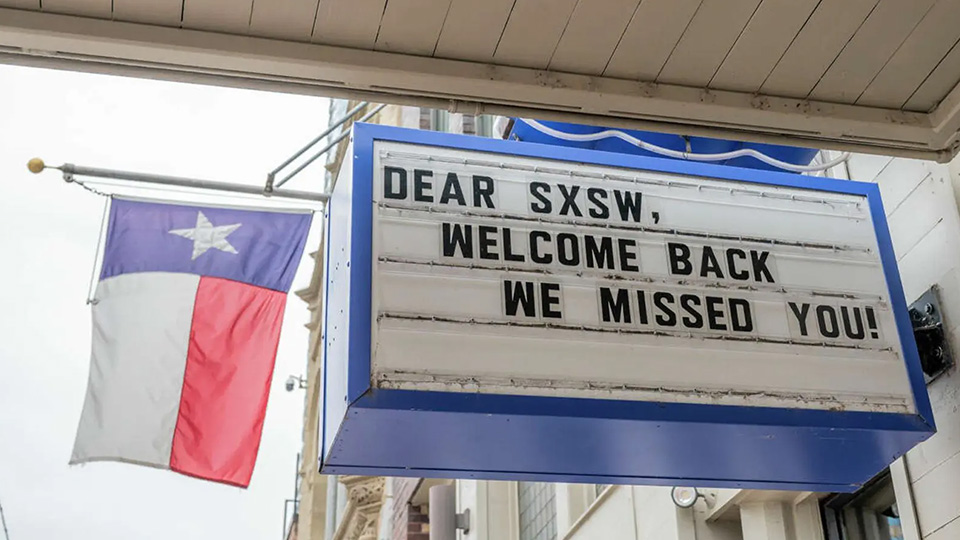 DEAR SXSW,
WELCOME BACK
WE MISSED YOU!